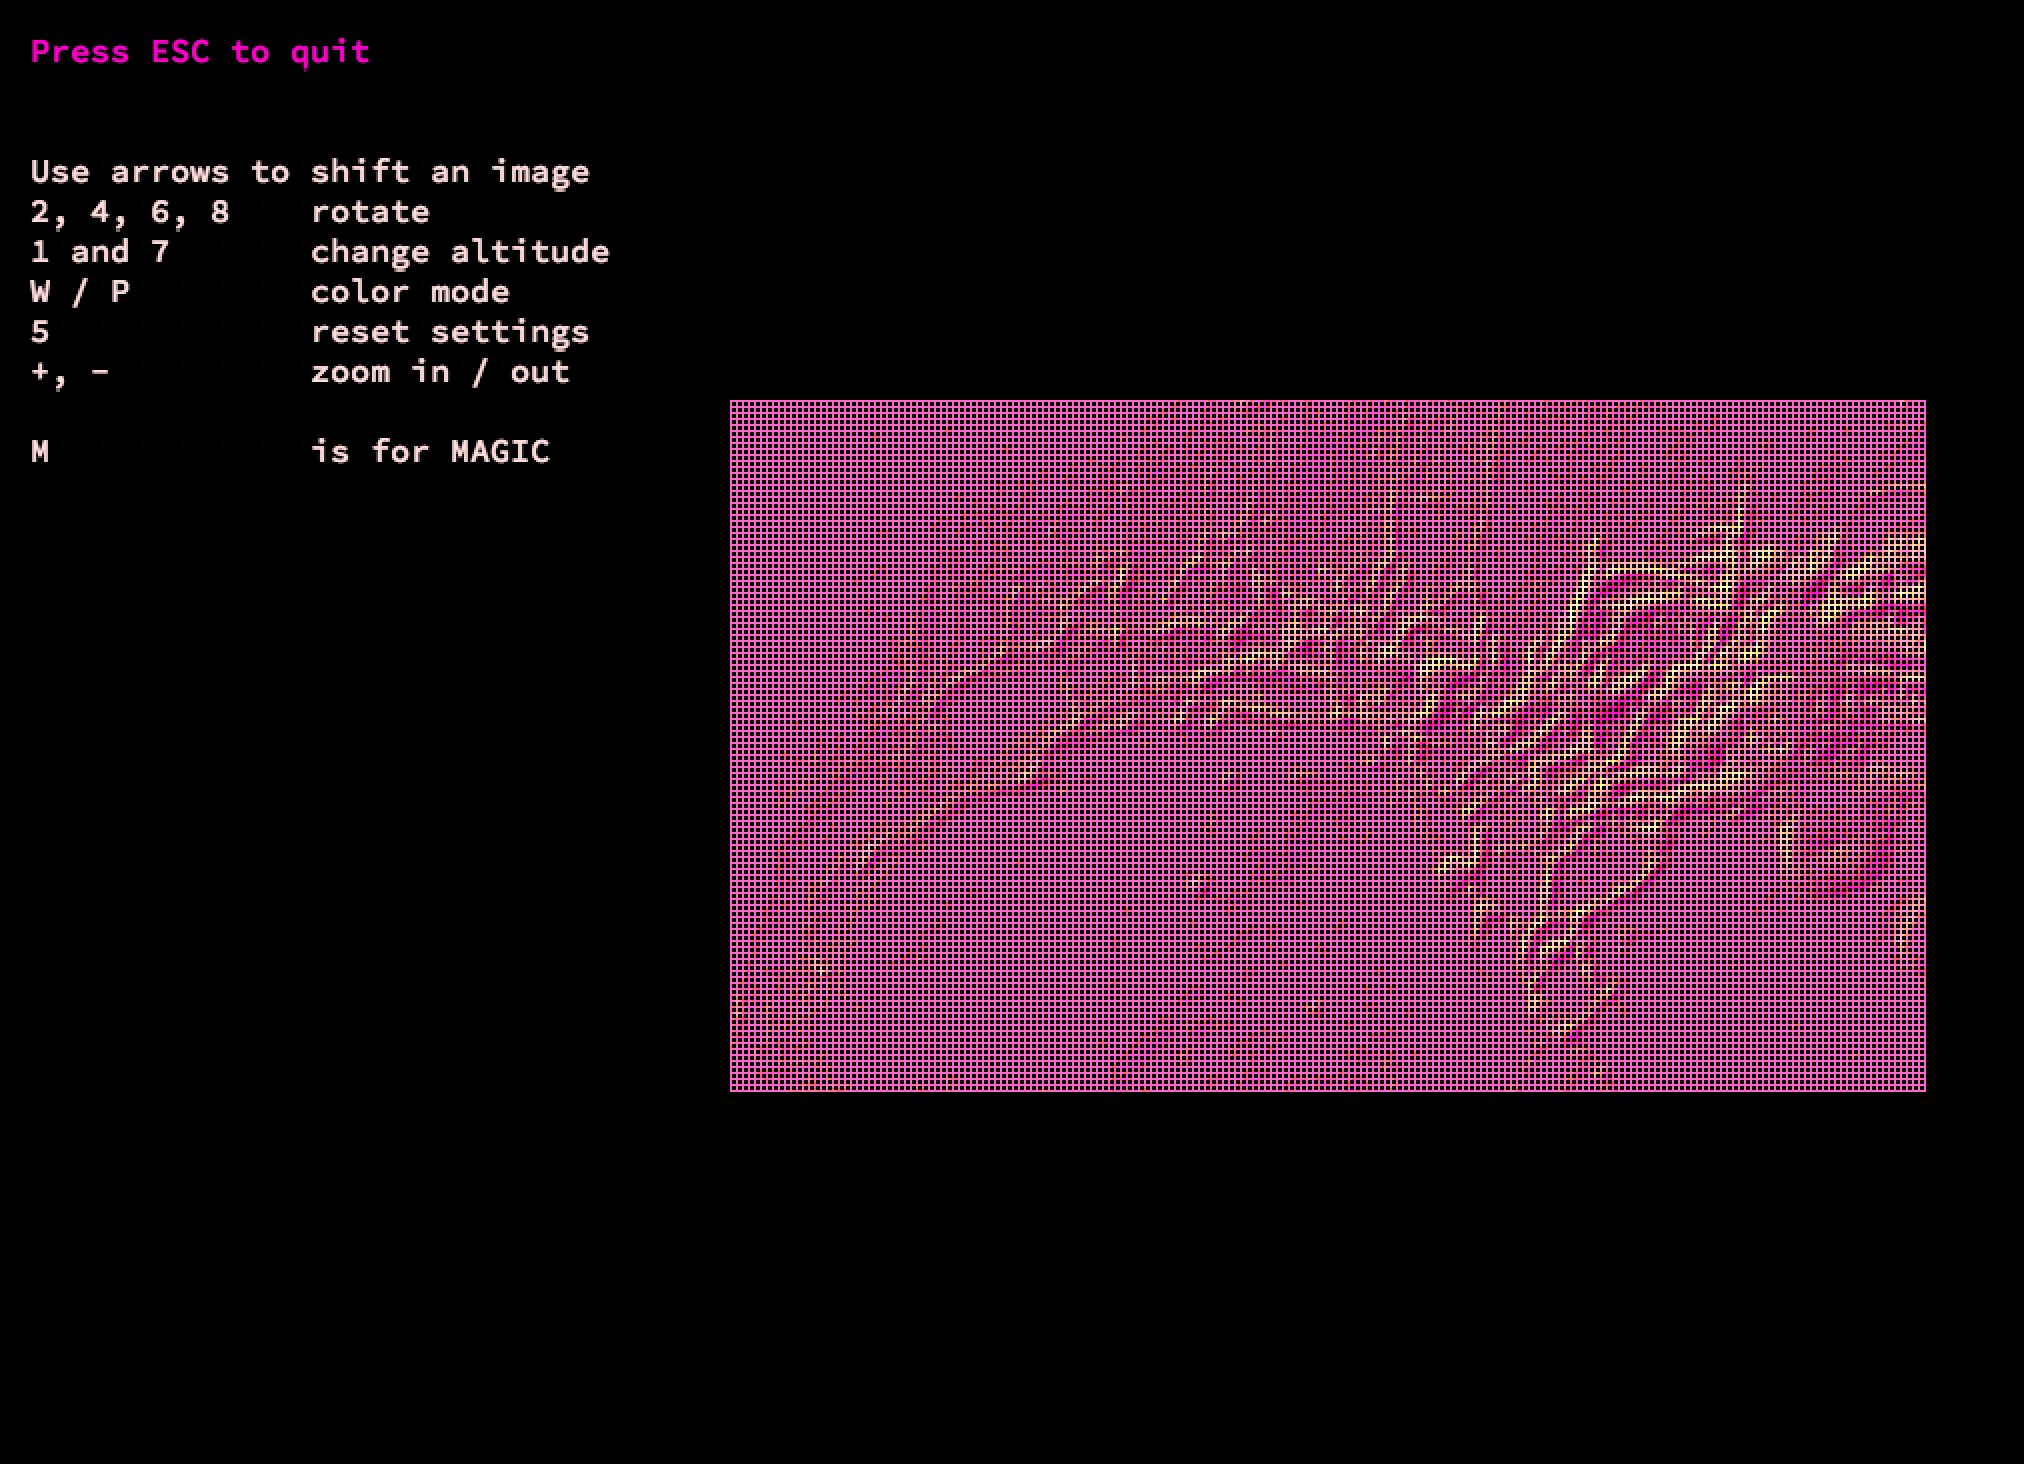 Press ESC to quit
Use arrows to shift an image
2, 4, 6, 8 rotate
1 and 7 change altitude
W / P color mode
5 reset settings
+, - zoom in / out
M is for MAGIC